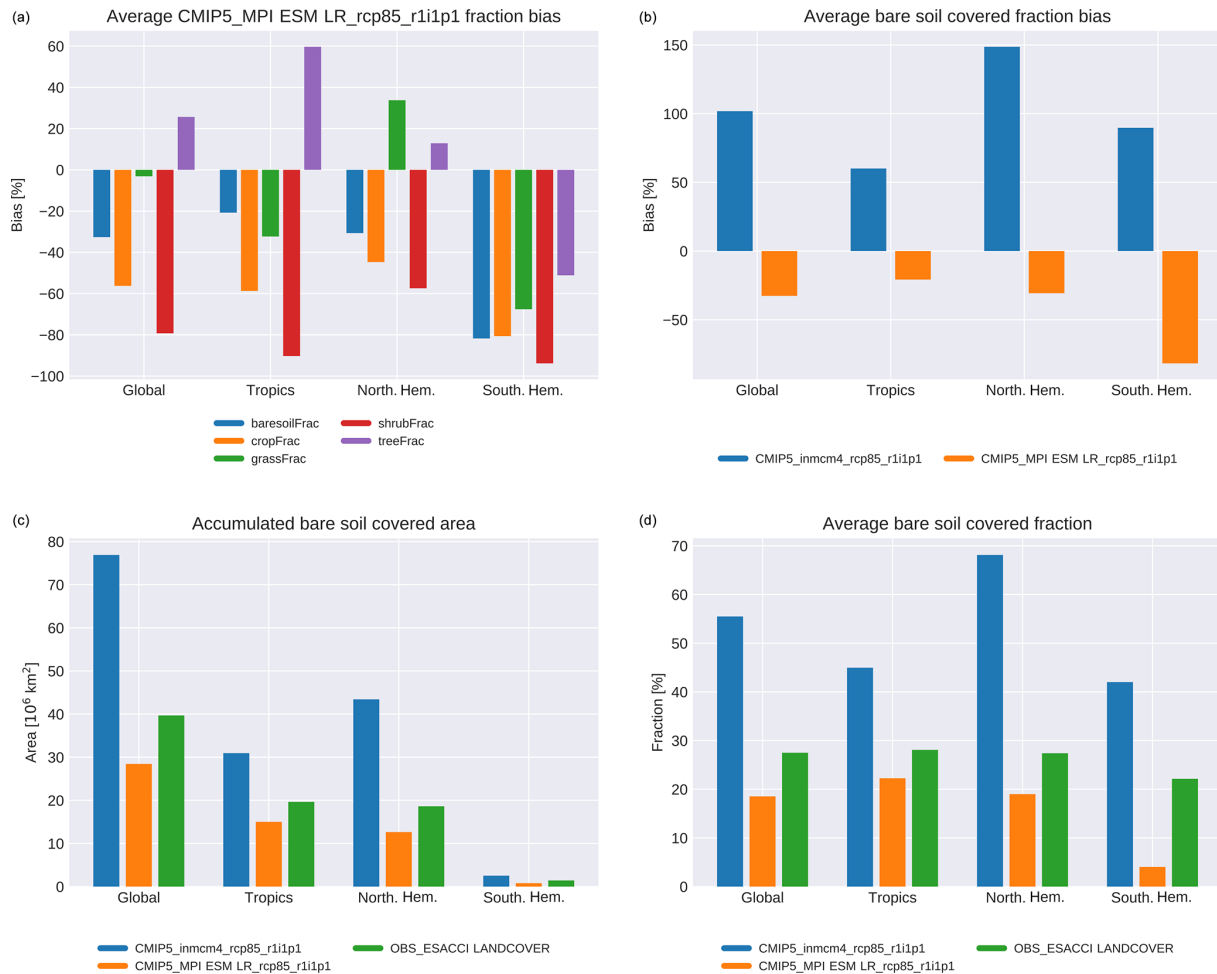 (a)
Average CMIP5_MPI ESM LR_rcp85_r1i1p1 fraction bias
Bias [%]
60
40
20
0
−20
−40
−60
−80
−100
Global Tropics North. Hem. South. Hem.
baresoilFrac shrubFrac
cropFrac treeFrac
grassFrac
(b)
Average bare soil covered fraction bias
Bias [%]
150
100
50
0
−50
Global Tropics North. Hem. South. Hem.
CMIP5_inmcm4_rcp85_r1i1p1 CMIP5_MPI ESM LR_rcp85_r1i1p1
(c)
Accumulated bare soil covered area
Area [10⁶ km²]
80
70
60
50
40
30
20
10
0
Global Tropics North. Hem. South. Hem.
CMIP5_inmcm4_rcp85_r1i1p1 OBS_ESACCI LANDCOVER
CMIP5_MPI ESM LR_rcp85_r1i1p1
(d)
Average bare soil covered fraction
Fraction [%]
70
60
50
40
30
20
10
0
Global Tropics North. Hem. South. Hem.
CMIP5_inmcm4_rcp85_r1i1p1 OBS_ESACCI LANDCOVER
CMIP5_MPI ESM LR_rcp85_r1i1p1